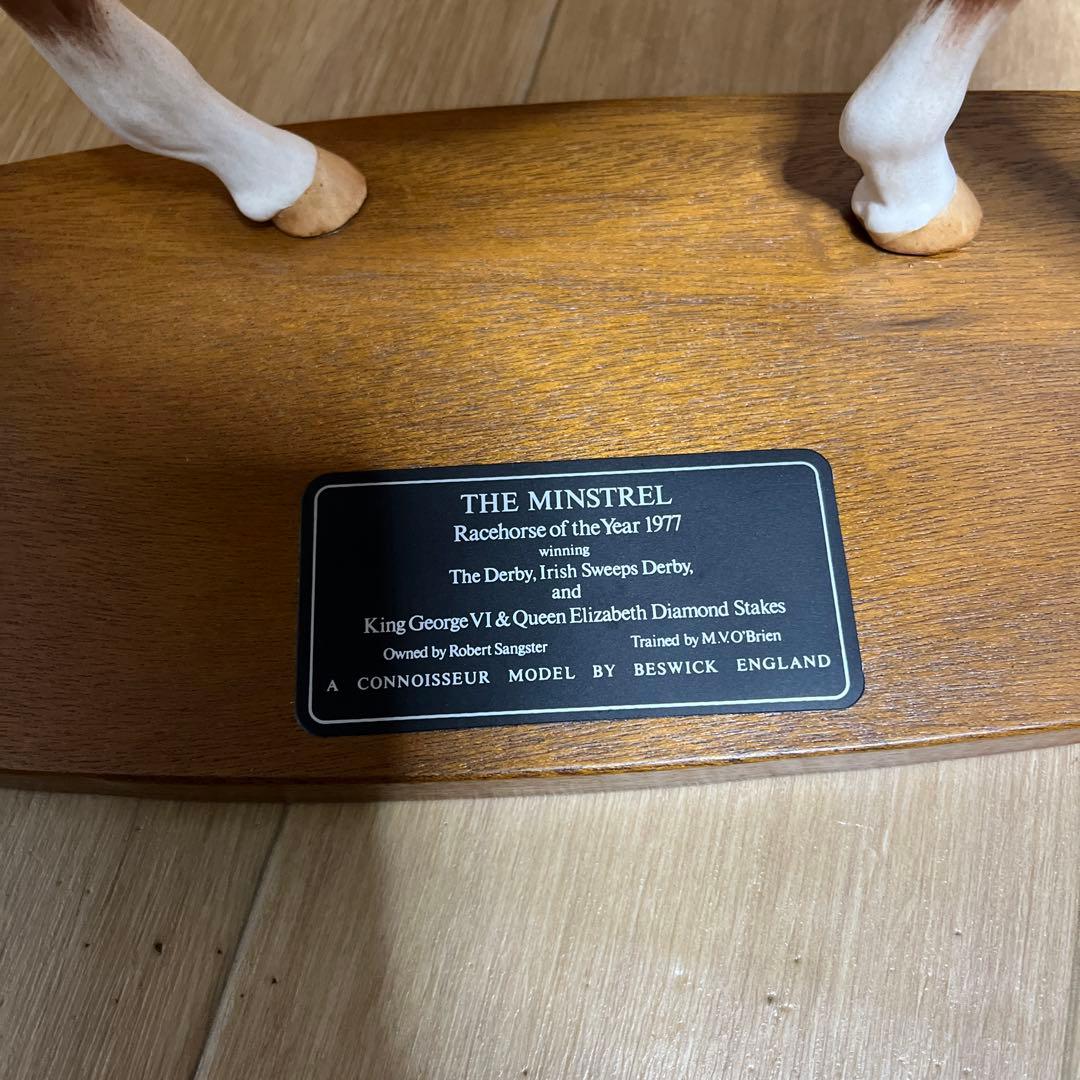 THE MINSTREL
Racehorse of the Year 1977
winning
The Derby, Irish Sweeps Derby,
and
King George VI & Queen Elizabeth Diamond Stakes
Owned by Robert Sangster Trained by M.V.O'Brien
A CONNOISSEUR MODEL BY BESWICK ENGLAND